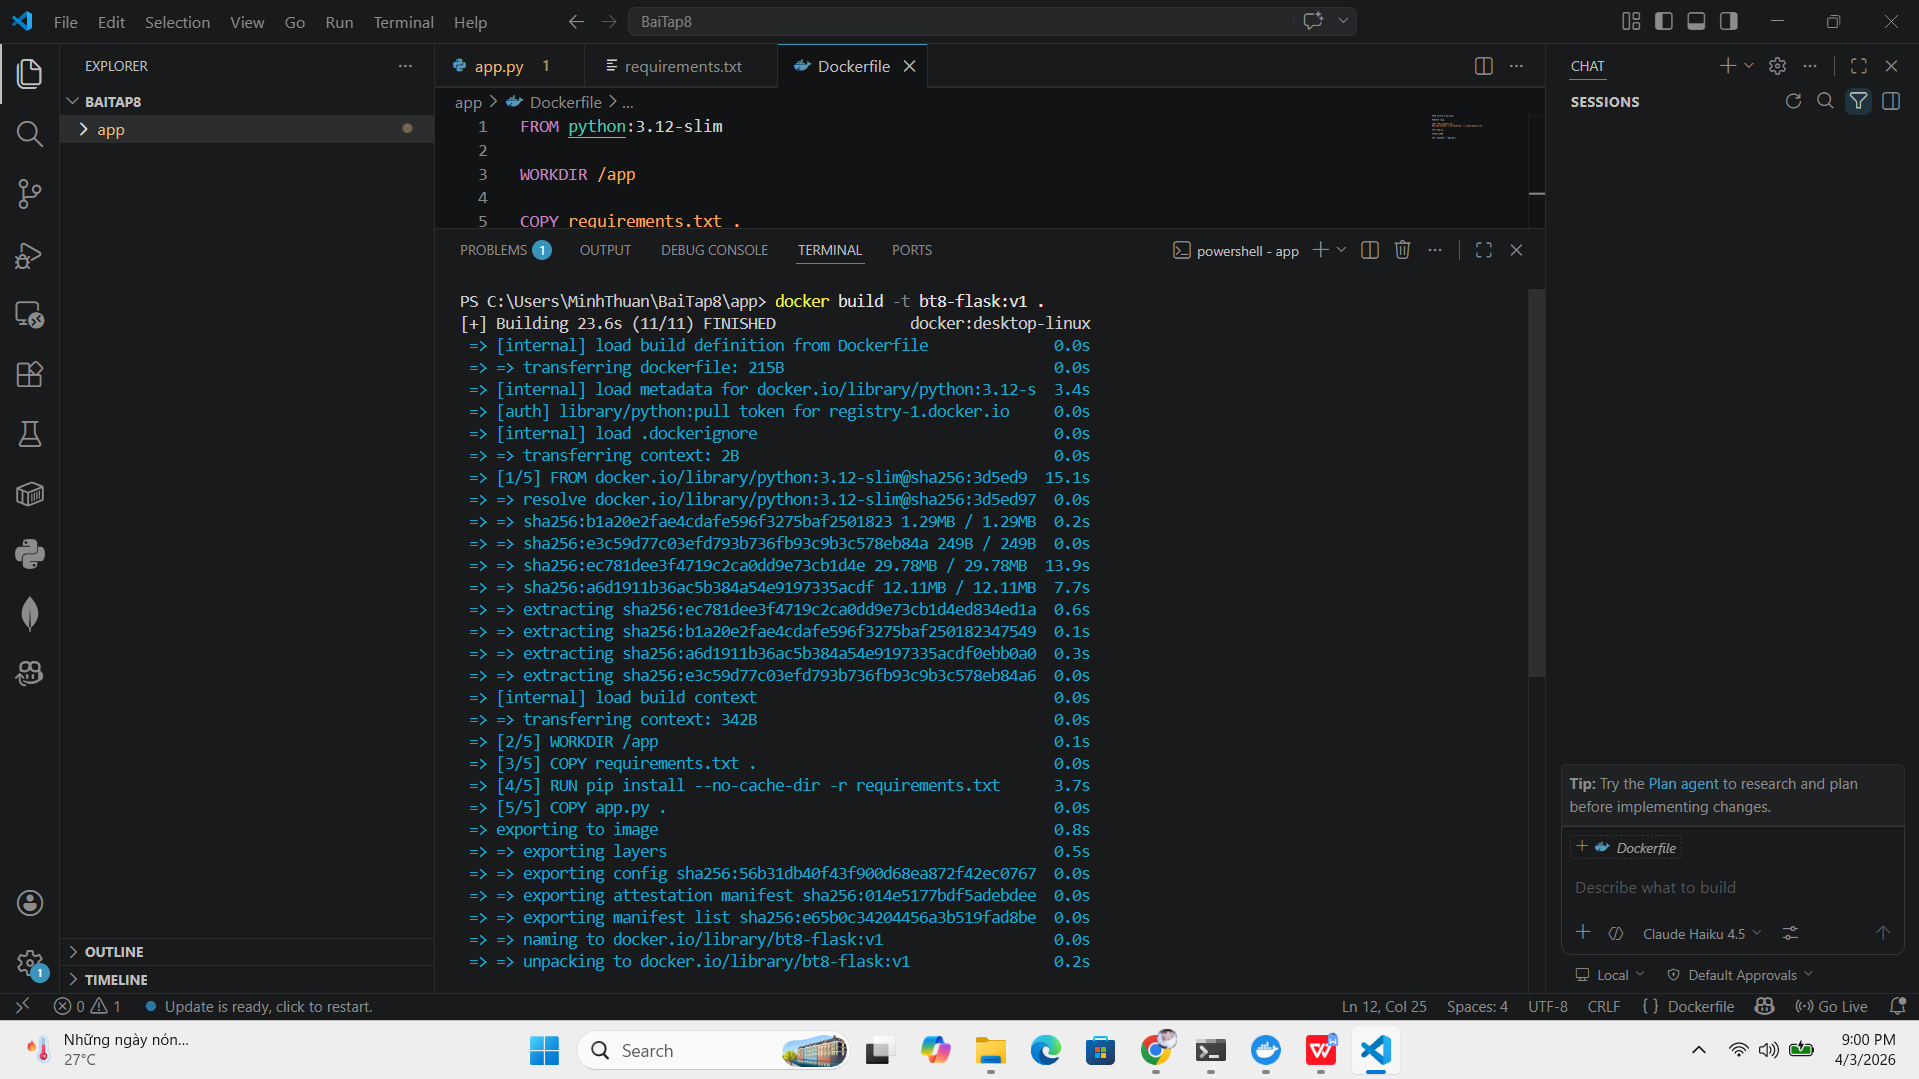 File Edit Selection View Go Run Terminal Help
BaiTap8
EXPLORER
BAITAP8
app
OUTLINE
TIMELINE
app.py 1
requirements.txt
Dockerfile
app > Dockerfile > ...
1 FROM python:3.12-slim
2
3 WORKDIR /app
4
5 COPY requirements.txt .
PROBLEMS 1 OUTPUT DEBUG CONSOLE TERMINAL PORTS
powershell - app
PS C:\Users\MinhThuan\BaiTap8\app> docker build -t bt8-flask:v1 .
[+] Building 23.6s (11/11) FINISHED docker:desktop-linux
=> [internal] load build definition from Dockerfile 0.0s
=> => transferring dockerfile: 215B 0.0s
=> [internal] load metadata for docker.io/library/python:3.12-s 3.4s
=> [auth] library/python:pull token for registry-1.docker.io 0.0s
=> [internal] load .dockerignore 0.0s
=> => transferring context: 2B 0.0s
=> [1/5] FROM docker.io/library/python:3.12-slim@sha256:3d5ed9 15.1s
=> => resolve docker.io/library/python:3.12-slim@sha256:3d5ed97 0.0s
=> => sha256:b1a20e2fae4cdafe596f3275baf2501823 1.29MB / 1.29MB 0.2s
=> => sha256:e3c59d77c03efd793b736fb93c9b3c578eb84a 249B / 249B 0.0s
=> => sha256:ec781dee3f4719c2ca0dd9e73cb1d4e 29.78MB / 29.78MB 13.9s
=> => sha256:a6d1911b36ac5b384a54e9197335acdf 12.11MB / 12.11MB 7.7s
=> => extracting sha256:ec781dee3f4719c2ca0dd9e73cb1d4ed834ed1a 0.6s
=> => extracting sha256:b1a20e2fae4cdafe596f3275baf250182347549 0.1s
=> => extracting sha256:a6d1911b36ac5b384a54e9197335acdf0ebb0a0 0.3s
=> => extracting sha256:e3c59d77c03efd793b736fb93c9b3c578eb84a6 0.0s
=> [internal] load build context 0.0s
=> => transferring context: 342B 0.0s
=> [2/5] WORKDIR /app 0.1s
=> [3/5] COPY requirements.txt . 0.0s
=> [4/5] RUN pip install --no-cache-dir -r requirements.txt 3.7s
=> [5/5] COPY app.py . 0.0s
=> exporting to image 0.8s
=> => exporting layers 0.5s
=> => exporting config sha256:56b31db40f43f900d68ea872f42ec0767 0.0s
=> => exporting attestation manifest sha256:014e5177bdf5adebdee 0.0s
=> => exporting manifest list sha256:e65b0c34204456a3b519fad8be 0.0s
=> => naming to docker.io/library/bt8-flask:v1 0.0s
=> => unpacking to docker.io/library/bt8-flask:v1 0.2s
CHAT
SESSIONS
Tip: Try the Plan agent to research and plan
before implementing changes.
Dockerfile
Describe what to build
Claude Haiku 4.5
Local Default Approvals
1
0 1 Update is ready, click to restart.
Ln 12, Col 25 Spaces: 4 UTF-8 CRLF { } Dockerfile Go Live
Những ngày nón...
27°C
Search
9:00 PM
4/3/2026